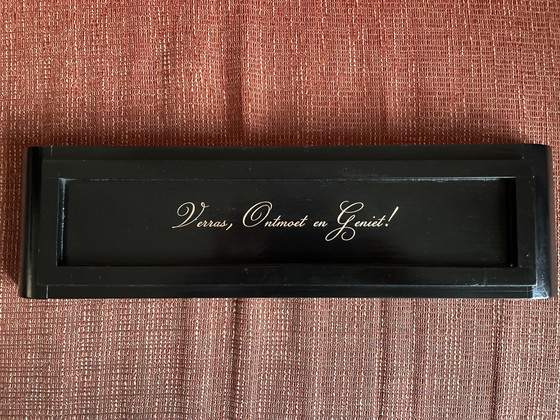 Verras, Ontmoet en Geniet!